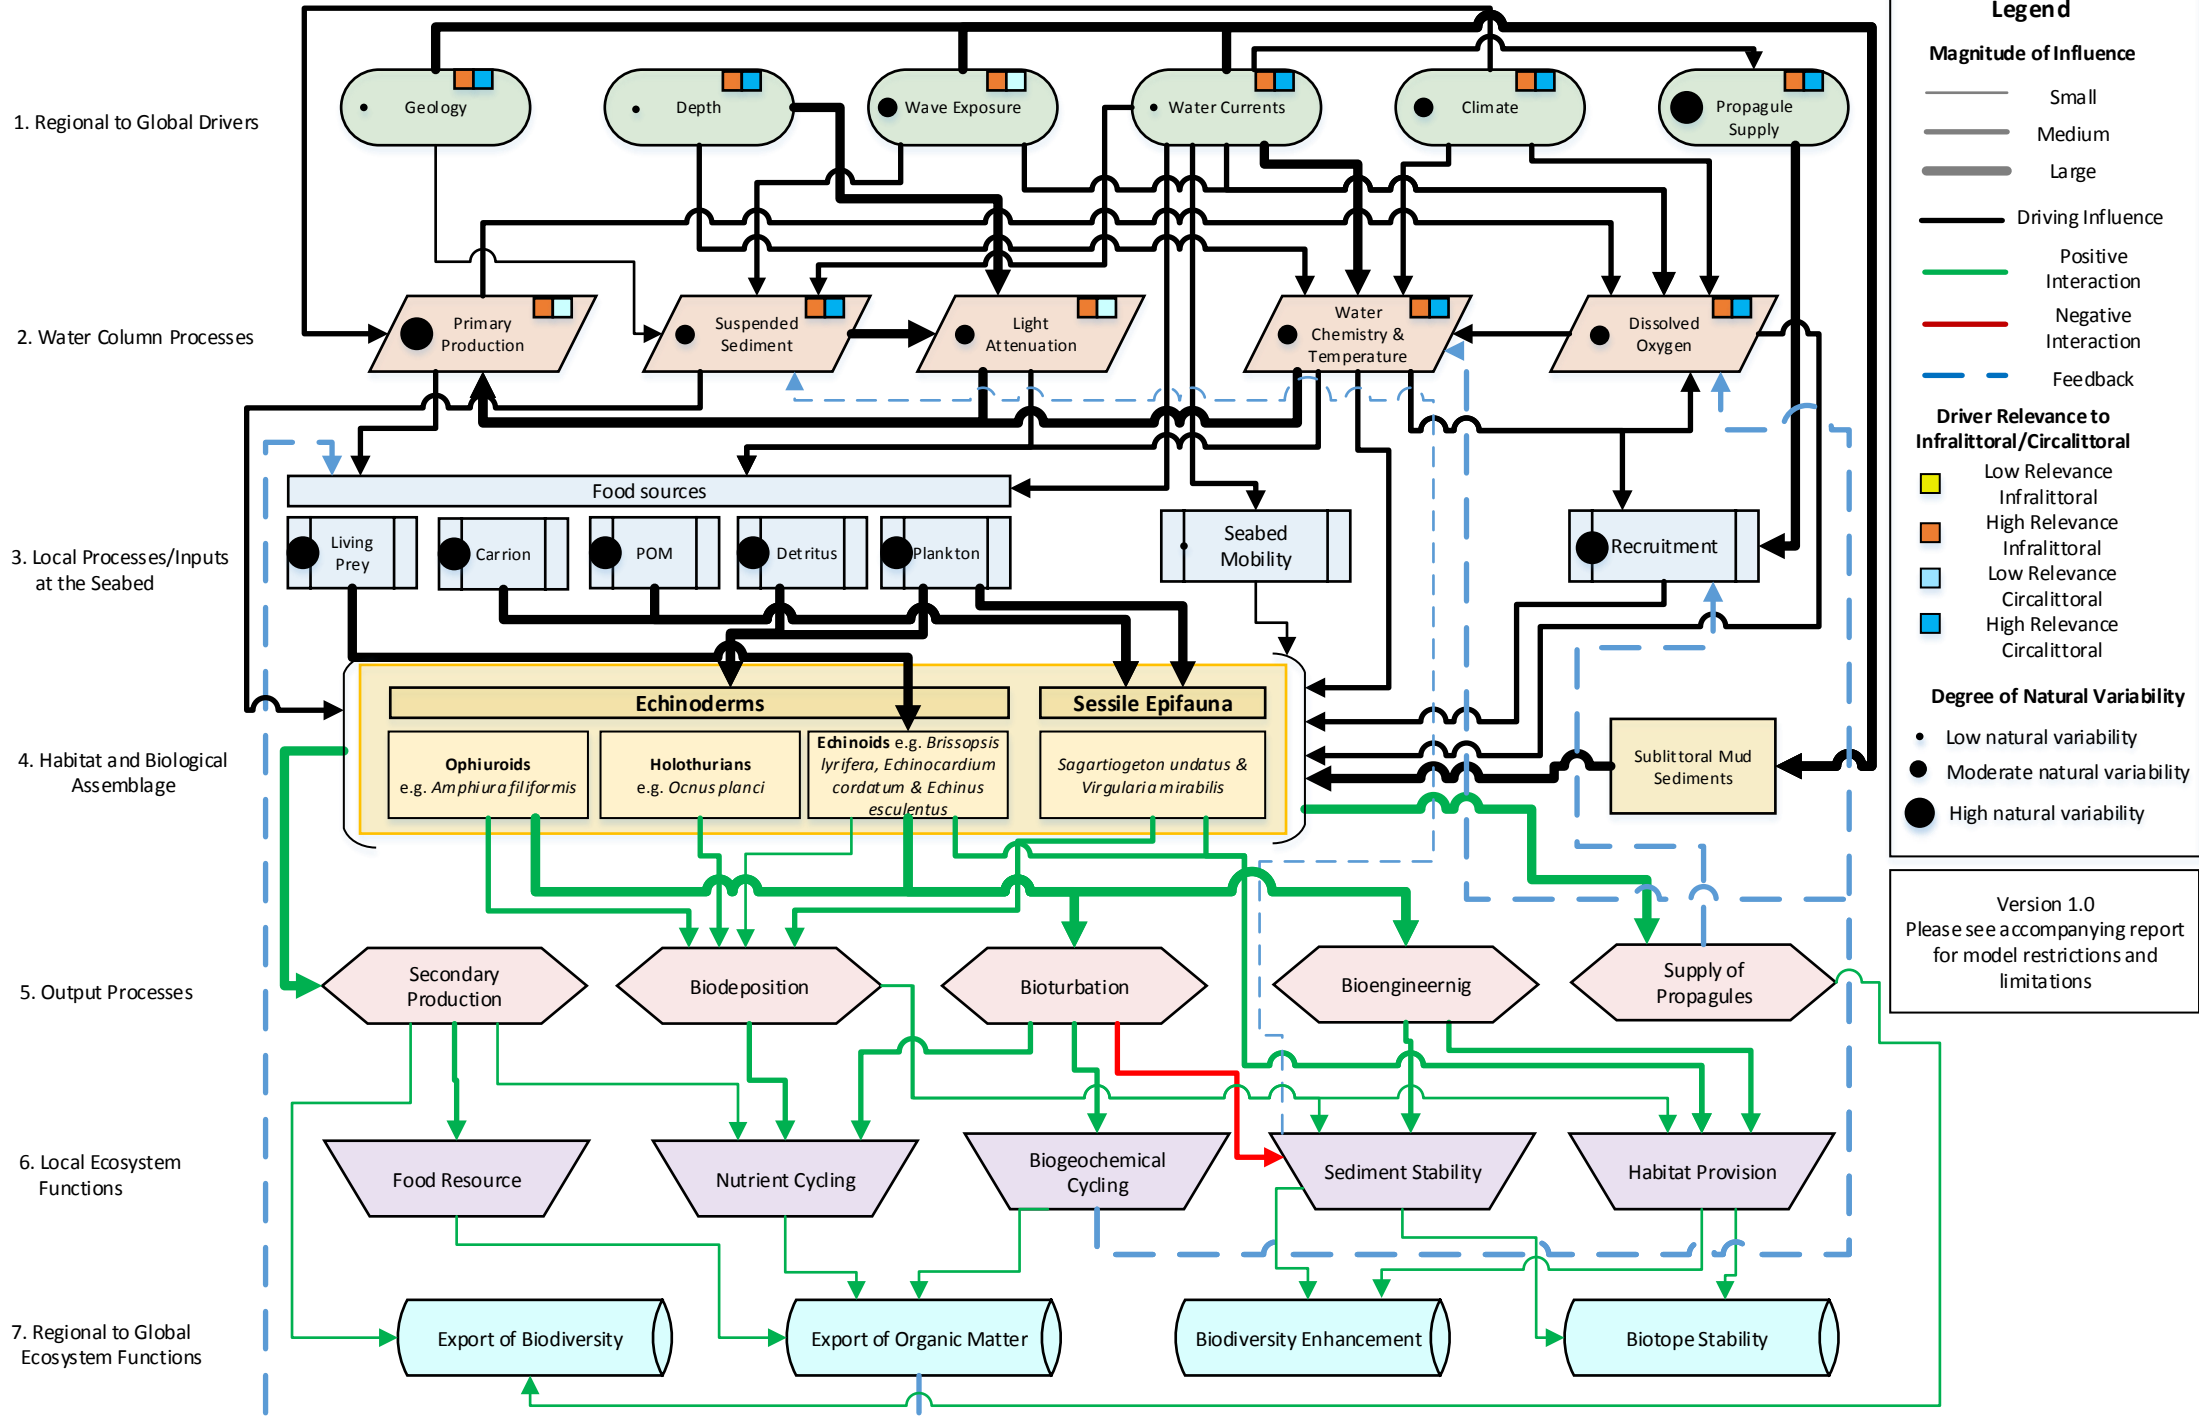 Legend
Magnitude of Influence
Small
Medium
Large
Driving Influence
Positive
Interaction
Negative
Interaction
Feedback
Driver Relevance to
Infralittoral/Circalittoral
Low Relevance
Infralittoral
High Relevance
Infralittoral
Low Relevance
Circalittoral
High Relevance
Circalittoral
Degree of Natural Variability
Low natural variability
Moderate natural variability
High natural variability
Version 1.0
Please see accompanying report
for model restrictions and
limitations
1. Regional to Global Drivers
Geology
Depth
Wave Exposure
Water Currents
Climate
Propagule
Supply
2. Water Column Processes
Primary
Production
Suspended
Sediment
Light
Attenuation
Water
Chemistry &
Temperature
Dissolved
Oxygen
3. Local Processes/Inputs
at the Seabed
Food sources
Living
Prey
Carrion
POM
Detritus
Plankton
Seabed
Mobility
Recruitment
4. Habitat and Biological
Assemblage
Echinoderms
Sessile Epifauna
Ophiuroids
e.g. Amphiura filiformis
Holothurians
e.g. Ocnus planci
Echinoids e.g. Brissopsis
lyrifera, Echinocardium
cordatum & Echinus
esculentus
Sagartiogeton undatus &
Virgularia mirabilis
Sublittoral Mud
Sediments
5. Output Processes
Secondary
Production
Biodeposition
Bioturbation
Bioengineernig
Supply of
Propagules
6. Local Ecosystem
Functions
Food Resource
Nutrient Cycling
Biogeochemical
Cycling
Sediment Stability
Habitat Provision
7. Regional to Global
Ecosystem Functions
Export of Biodiversity
Export of Organic Matter
Biodiversity Enhancement
Biotope Stability